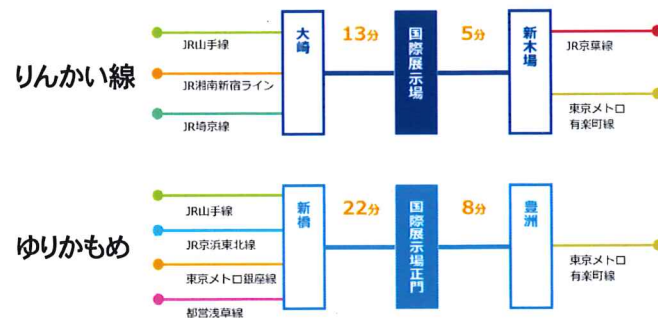 りんかい線
JR山手線
JR湘南新宿ライン
JR埼京線
大崎
13分
国際展示場
5分
新木場
JR京葉線
東京メトロ
有楽町線
ゆりかもめ
JR山手線
JR京浜東北線
東京メトロ銀座線
都営浅草線
新橋
22分
国際展示場正門
8分
豊洲
東京メトロ
有楽町線